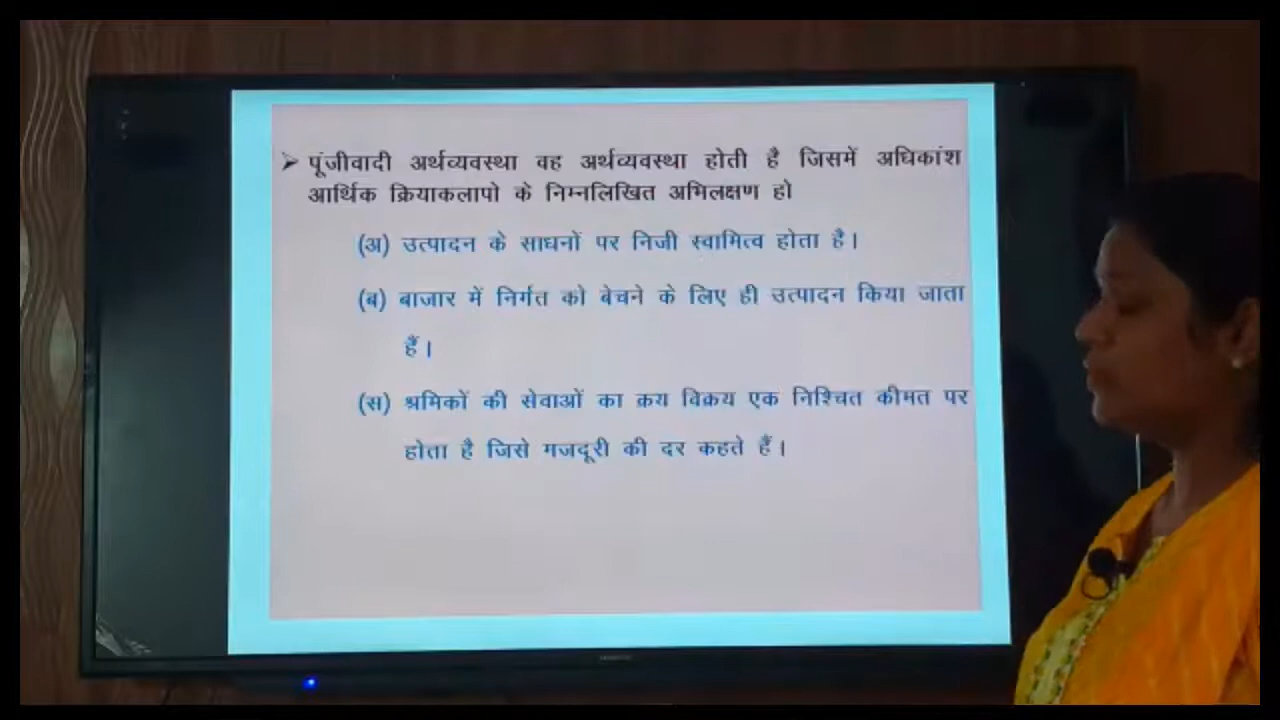 ➤ पूंजीवादी अर्थव्यवस्था वह अर्थव्यवस्था होती है जिसमें अधिकांश
आर्थिक क्रियाकलापो के निम्नलिखित अभिलक्षण हो
(अ) उत्पादन के साधनों पर निजी स्वामित्व होता है।
(ब) बाजार में निर्गत को बेचने के लिए ही उत्पादन किया जाता
हैं।
(स) श्रमिकों की सेवाओं का क्रय विक्रय एक निश्चित कीमत पर
होता है जिसे मजदूरी की दर कहते हैं।